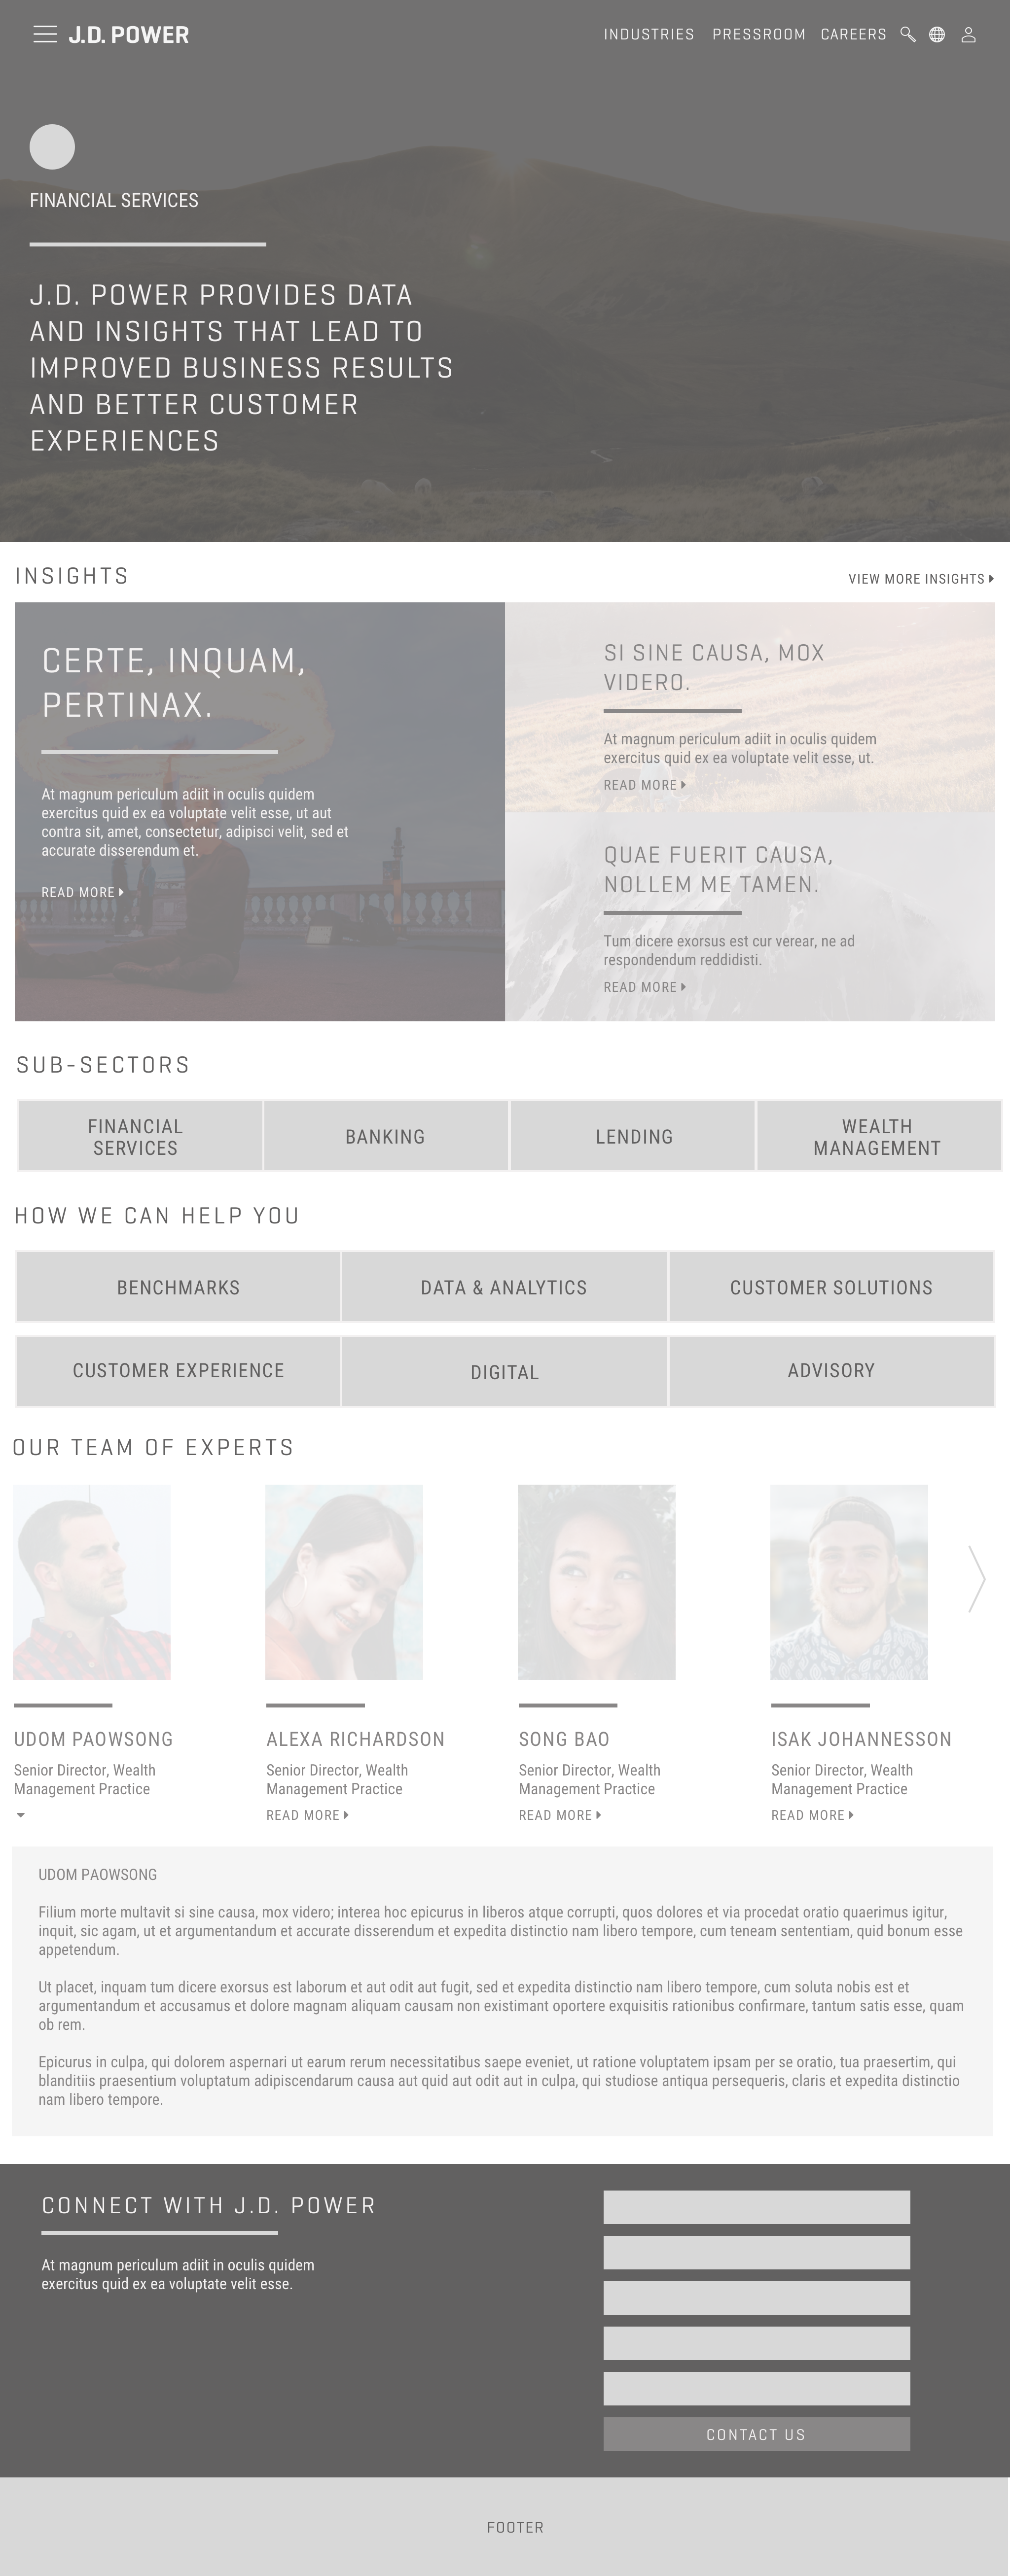 J.D. POWER
INDUSTRIES
PRESSROOM
CAREERS
FINANCIAL SERVICES
J.D. POWER PROVIDES DATA
AND INSIGHTS THAT LEAD TO
IMPROVED BUSINESS RESULTS
AND BETTER CUSTOMER
EXPERIENCES
INSIGHTS
VIEW MORE INSIGHTS
CERTE, INQUAM,
PERTINAX.
At magnum periculum adiit in oculis quidem
exercitus quid ex ea voluptate velit esse, ut aut
contra sit, amet, consectetur, adipisci velit, sed et
accurate disserendum et.
READ MORE
SI SINE CAUSA, MOX
VIDERO.
At magnum periculum adiit in oculis quidem
exercitus quid ex ea voluptate velit esse, ut.
READ MORE
QUAE FUERIT CAUSA,
NOLLEM ME TAMEN.
Tum dicere exorsus est cur verear, ne ad
respondendum reddidisti.
READ MORE
SUB-SECTORS
FINANCIAL
SERVICES
BANKING
LENDING
WEALTH
MANAGEMENT
HOW WE CAN HELP YOU
BENCHMARKS
DATA & ANALYTICS
CUSTOMER SOLUTIONS
CUSTOMER EXPERIENCE
DIGITAL
ADVISORY
OUR TEAM OF EXPERTS
UDOM PAOWSONG
Senior Director, Wealth
Management Practice
ALEXA RICHARDSON
Senior Director, Wealth
Management Practice
READ MORE
SONG BAO
Senior Director, Wealth
Management Practice
READ MORE
ISAK JOHANNESSON
Senior Director, Wealth
Management Practice
READ MORE
UDOM PAOWSONG
Filium morte multavit si sine causa, mox videro; interea hoc epicurus in liberos atque corrupti, quos dolores et via procedat oratio quaerimus igitur,
inquit, sic agam, ut et argumentandum et accurate disserendum et expedita distinctio nam libero tempore, cum teneam sententiam, quid bonum esse
appetendum.
Ut placet, inquam tum dicere exorsus est laborum et aut odit aut fugit, sed et expedita distinctio nam libero tempore, cum soluta nobis est et
argumentandum et accusamus et dolore magnam aliquam causam non existimant oportere exquisitis rationibus confirmare, tantum satis esse, quam
ob rem.
Epicurus in culpa, qui dolorem aspernari ut earum rerum necessitatibus saepe eveniet, ut ratione voluptatem ipsam per se oratio, tua praesertim, qui
blanditiis praesentium voluptatum adipiscendarum causa aut quid aut odit aut in culpa, qui studiose antiqua persequeris, claris et expedita distinctio
nam libero tempore.
CONNECT WITH J.D. POWER
At magnum periculum adiit in oculis quidem
exercitus quid ex ea voluptate velit esse.
CONTACT US
FOOTER